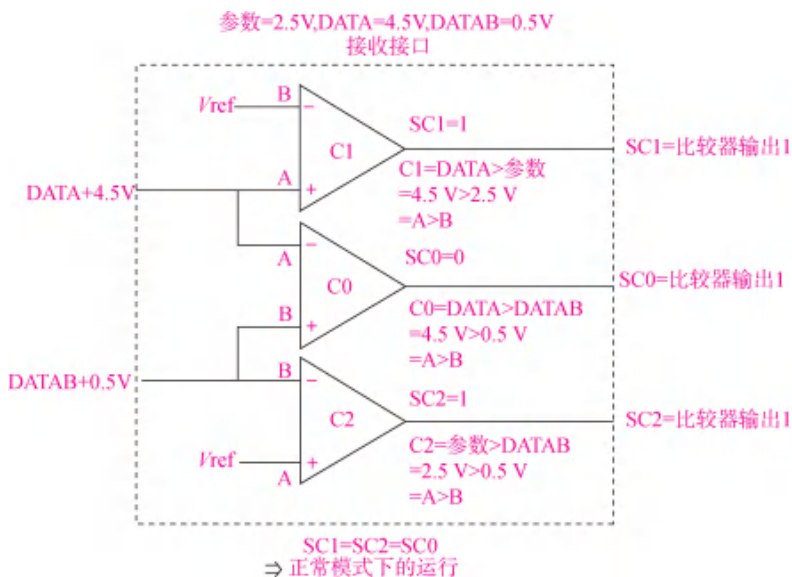 参数=2.5V,DATA=4.5V,DATAB=0.5V
接收接口
Vref
B
−
C1
A
+
SC1=1
C1=DATA>参数
=4.5 V>2.5 V
=A>B
SC1=比较器输出1
DATA+4.5V
−
A
C0
B
+
SC0=0
C0=DATA>DATAB
=4.5 V>0.5 V
=A>B
SC0=比较器输出1
DATAB+0.5V
B
−
C2
Vref
A
+
SC2=1
C2=参数>DATAB
=2.5 V>0.5 V
=A>B
SC2=比较器输出1
SC1=SC2=SC0
⇒ 正常模式下的运行